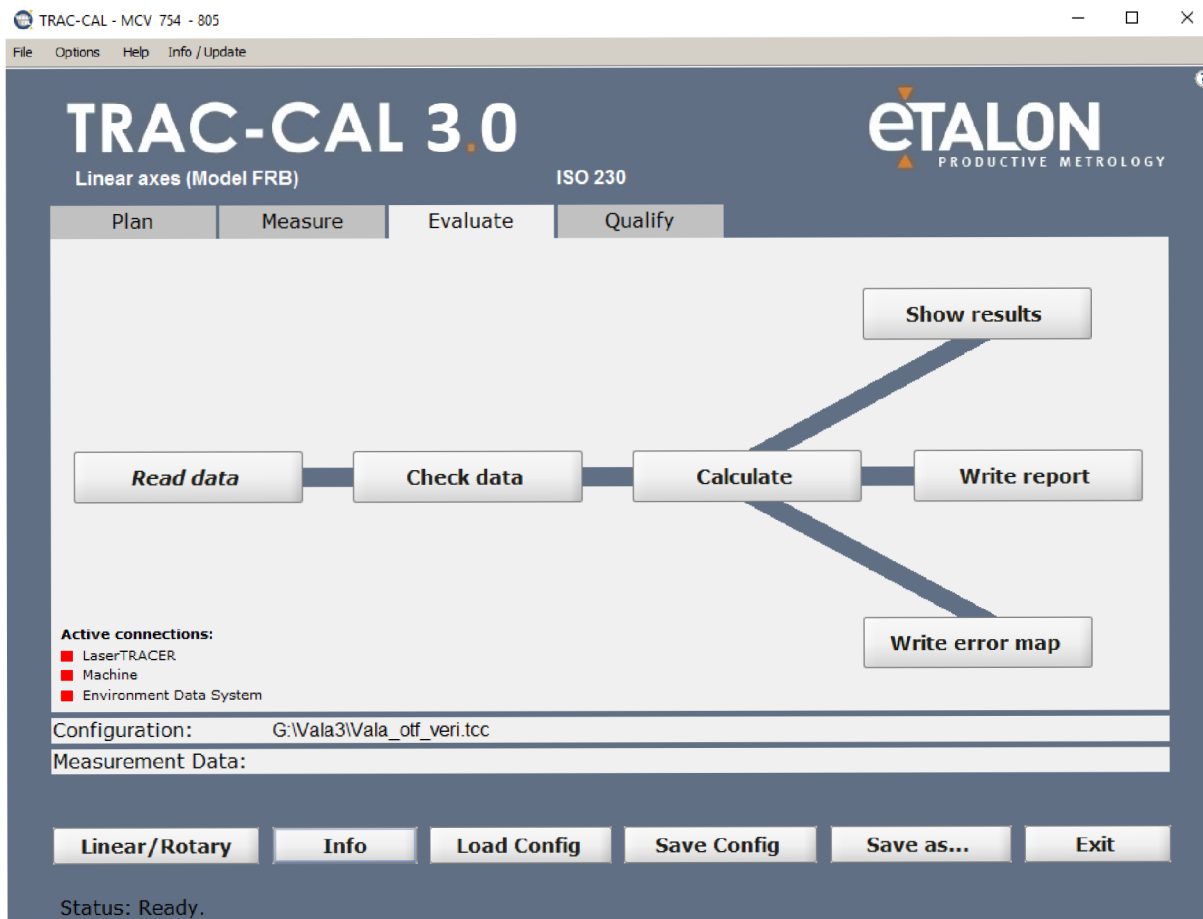 TRAC-CAL - MCV 754 - 805
File Options Help Info / Update
TRAC-CAL 3.0
eTALON
PRODUCTIVE METROLOGY
Linear axes (Model FRB) ISO 230
Plan Measure Evaluate Qualify
Show results
Read data Check data Calculate Write report
Write error map
Active connections:
LaserTRACER
Machine
Environment Data System
Configuration: G:\Vala3\Vala_otf_veri.tcc
Measurement Data:
Linear/Rotary Info Load Config Save Config Save as... Exit
Status: Ready.